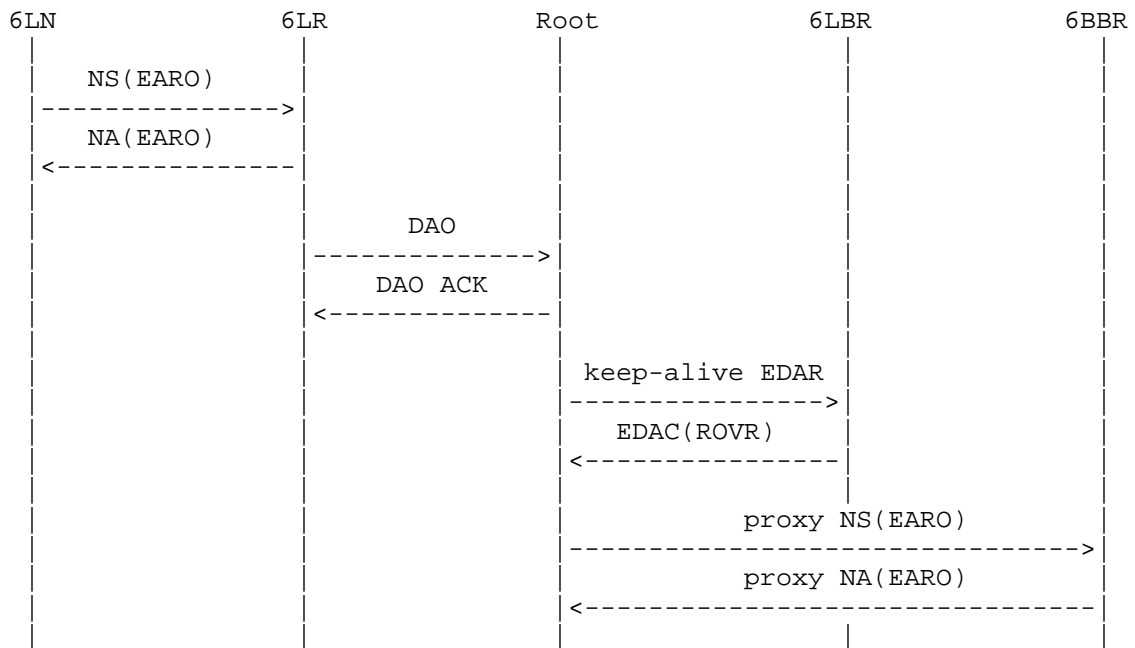 6LN 6LR Root 6LBR 6BBR
NS(EARO)
NA(EARO)
DAO
DAO ACK
keep-alive EDAR
EDAC(ROVR)
proxy NS(EARO)
proxy NA(EARO)